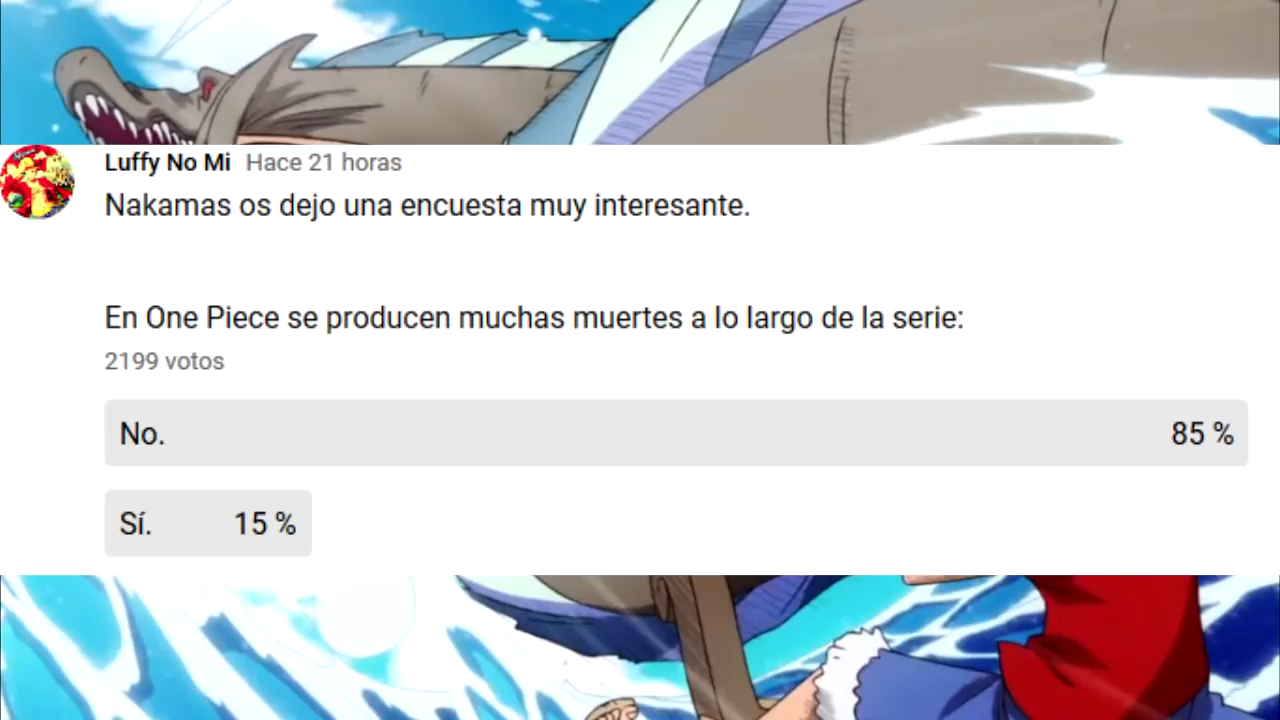 Luffy No Mi Hace 21 horas
Nakamas os dejo una encuesta muy interesante.
En One Piece se producen muchas muertes a lo largo de la serie:
2199 votos
No. 85 %
Sí. 15 %